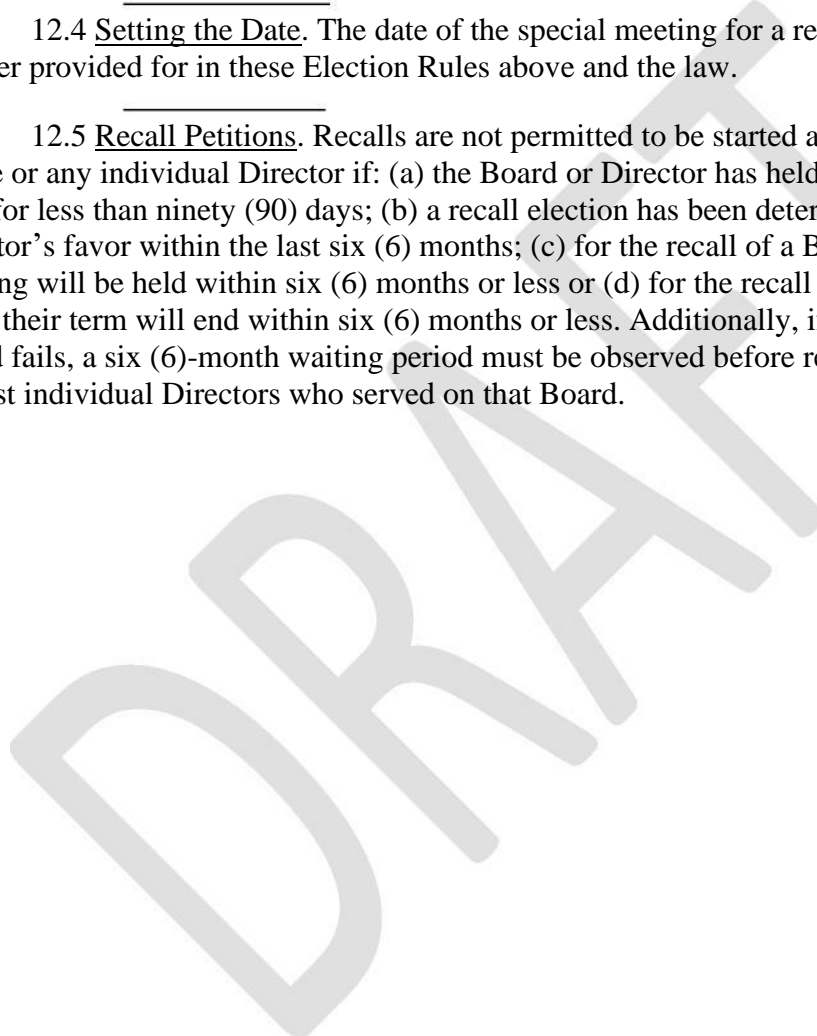 12.4 Setting the Date. The date of the special meeting for a re
er provided for in these Election Rules above and the law.
12.5 Recall Petitions. Recalls are not permitted to be started a
e or any individual Director if: (a) the Board or Director has held
for less than ninety (90) days; (b) a recall election has been deter
tor’s favor within the last six (6) months; (c) for the recall of a B
ng will be held within six (6) months or less or (d) for the recall
their term will end within six (6) months or less. Additionally, i
d fails, a six (6)-month waiting period must be observed before re
st individual Directors who served on that Board.
DRAFT